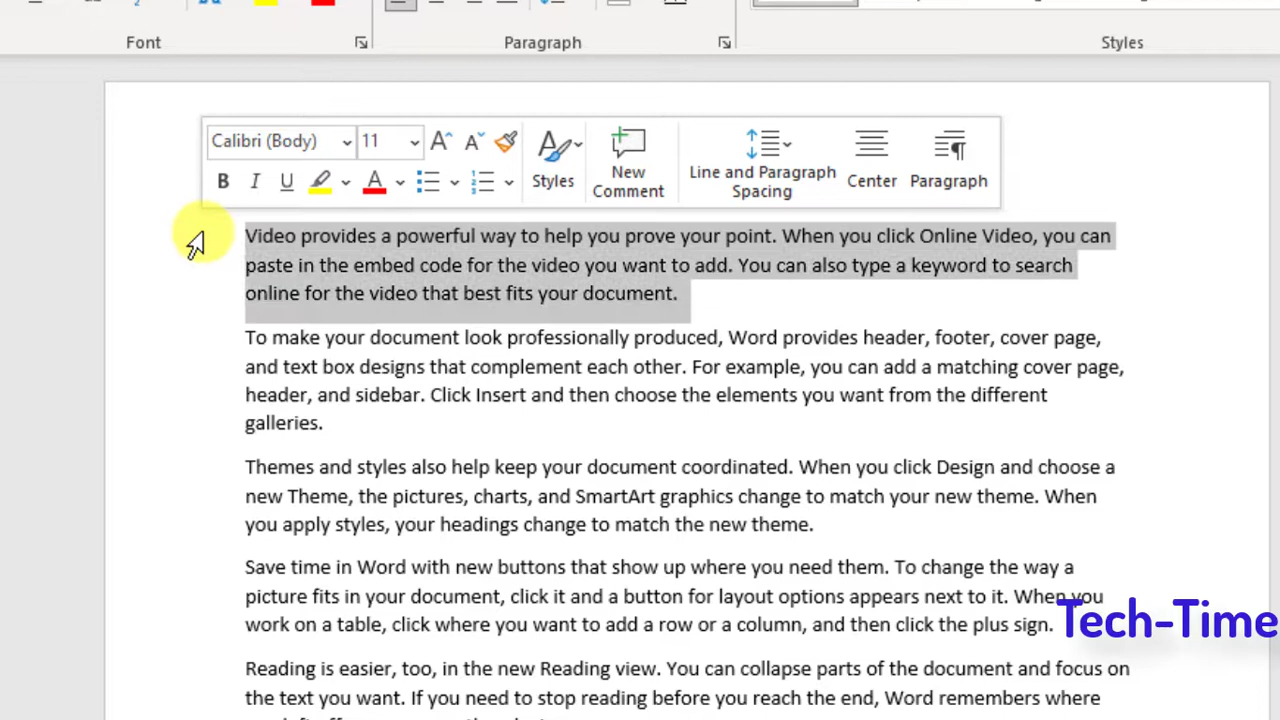 Font Paragraph Styles
Calibri (Body) 11
Styles New Comment Line and Paragraph Spacing Center Paragraph
B I U A
Video provides a powerful way to help you prove your point. When you click Online Video, you can
paste in the embed code for the video you want to add. You can also type a keyword to search
online for the video that best fits your document.
To make your document look professionally produced, Word provides header, footer, cover page,
and text box designs that complement each other. For example, you can add a matching cover page,
header, and sidebar. Click Insert and then choose the elements you want from the different
galleries.
Themes and styles also help keep your document coordinated. When you click Design and choose a
new Theme, the pictures, charts, and SmartArt graphics change to match your new theme. When
you apply styles, your headings change to match the new theme.
Save time in Word with new buttons that show up where you need them. To change the way a
picture fits in your document, click it and a button for layout options appears next to it. When you
work on a table, click where you want to add a row or a column, and then click the plus sign.
Tech-Time
Reading is easier, too, in the new Reading view. You can collapse parts of the document and focus on
the text you want. If you need to stop reading before you reach the end, Word remembers where